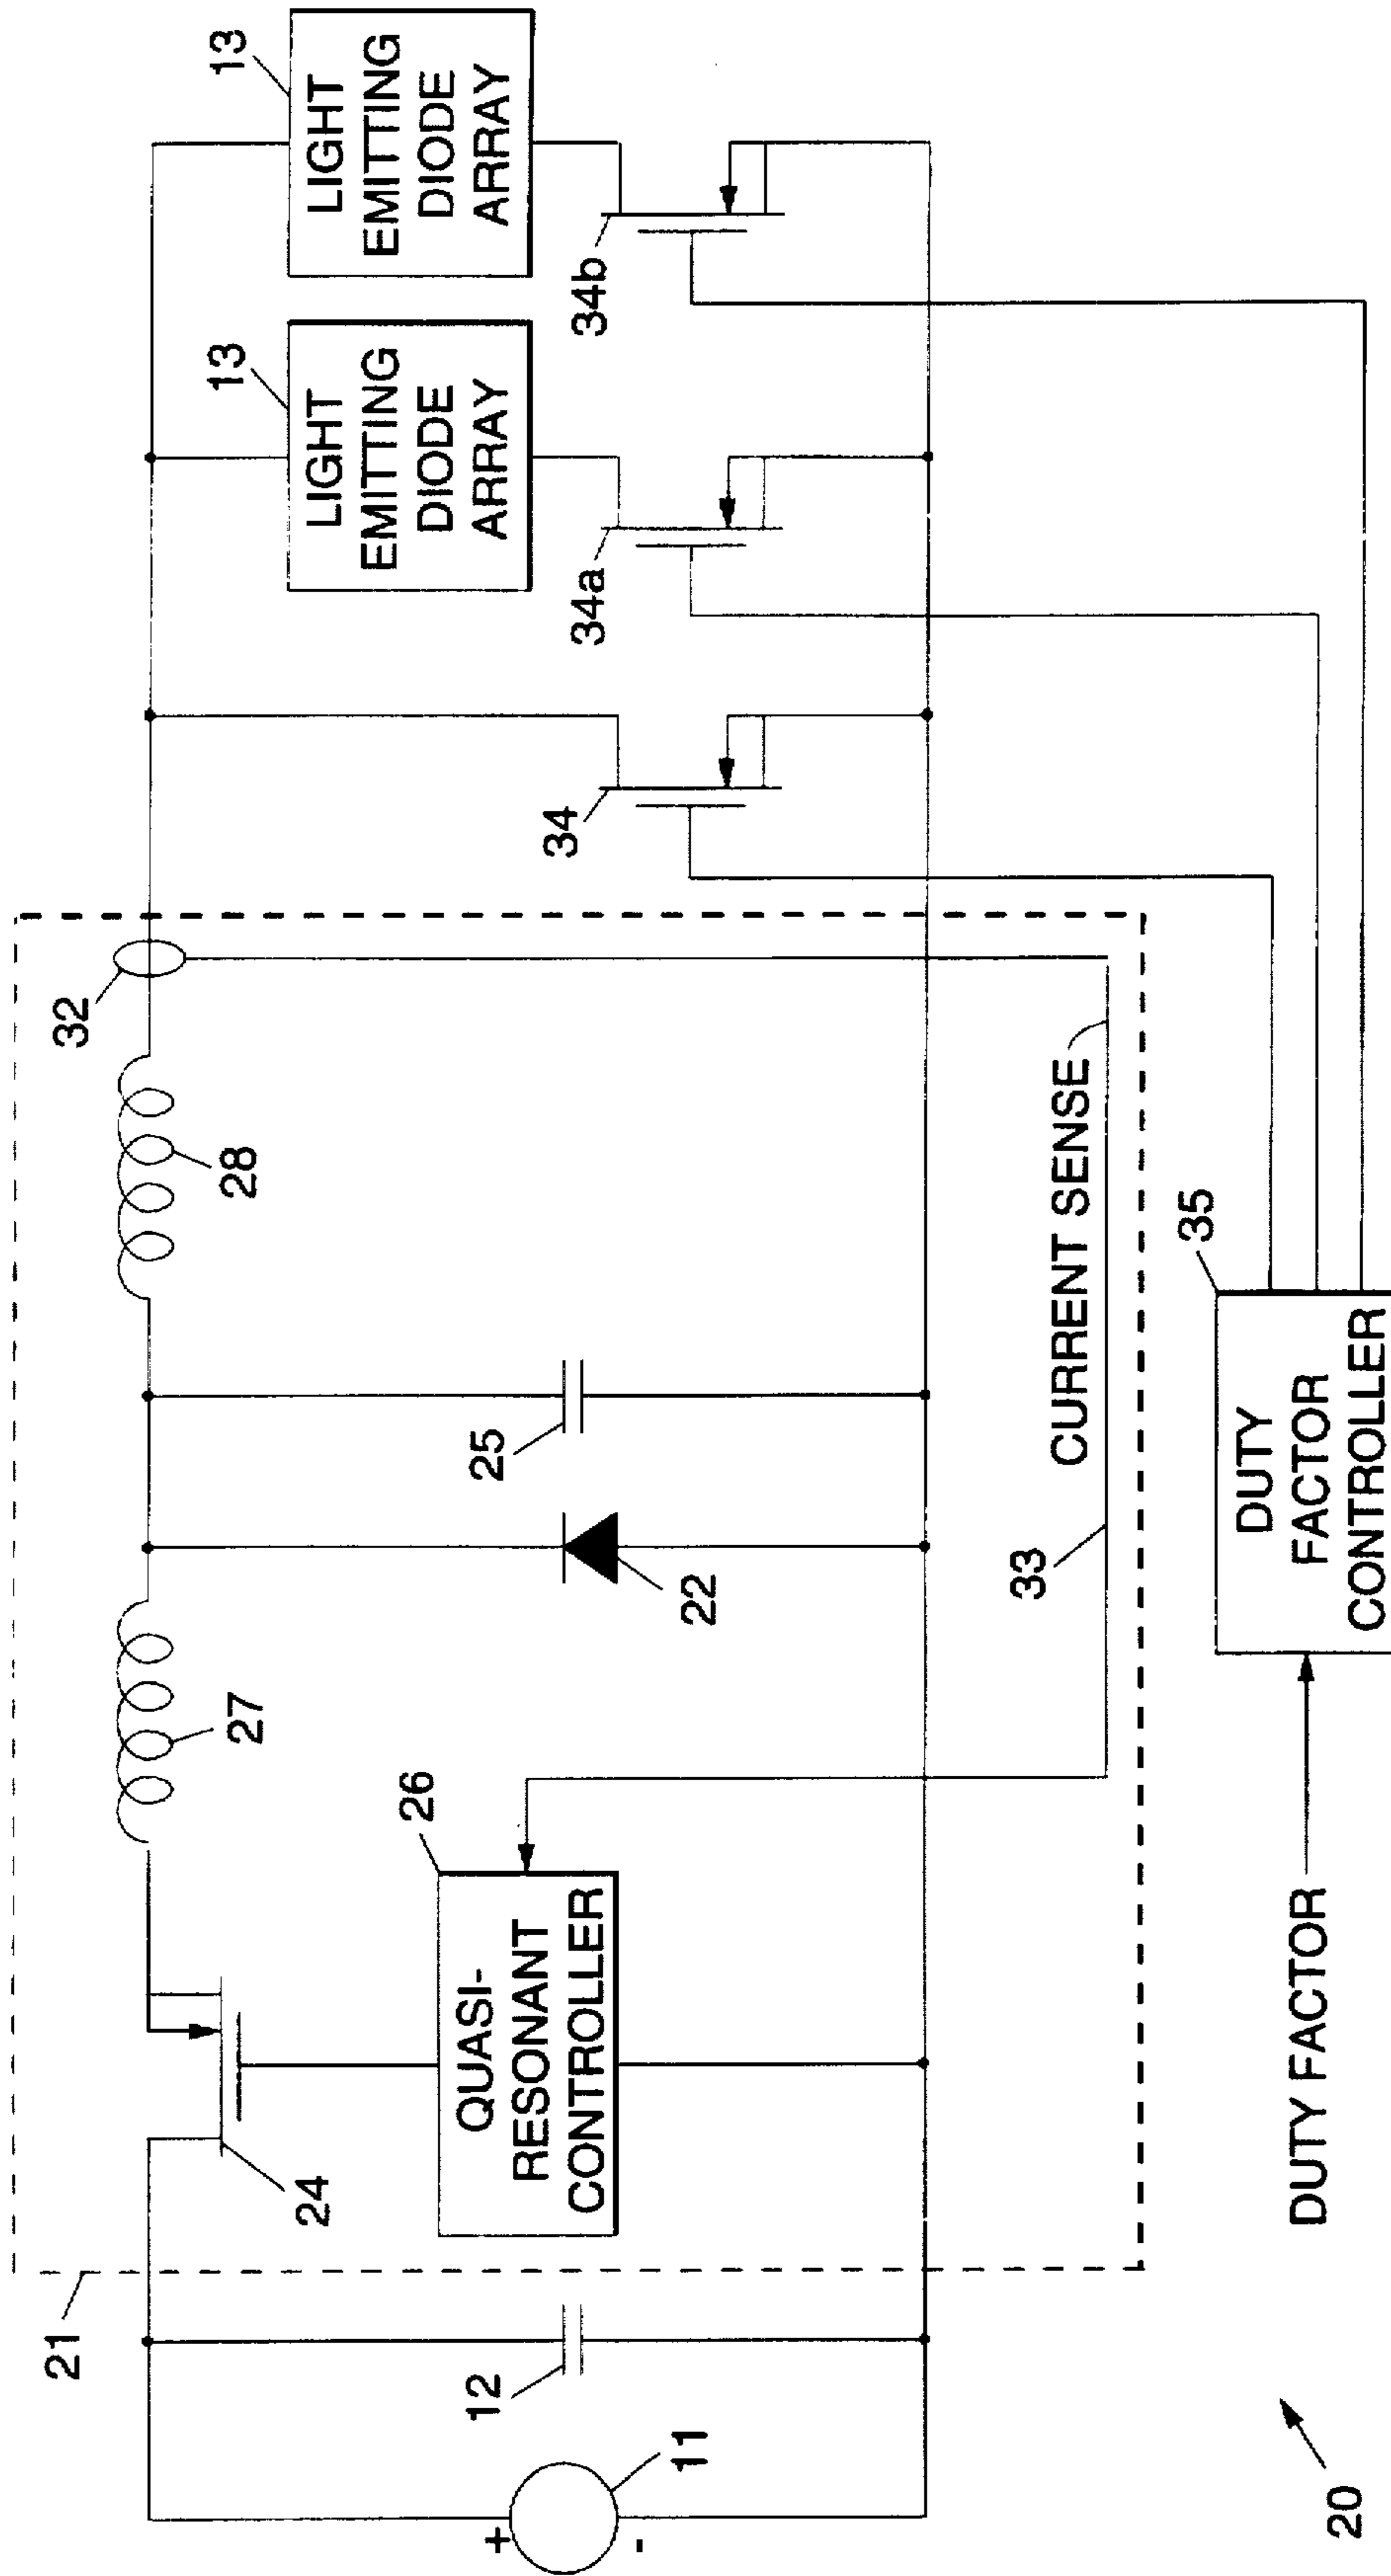 21
32
13
LIGHT
EMITTING
DIODE
ARRAY
13
LIGHT
EMITTING
DIODE
ARRAY
27
28
24
26
QUASI-
RESONANT
CONTROLLER
12
+
-
11
22
25
34
34a
34b
33
CURRENT SENSE
35
DUTY
FACTOR
CONTROLLER
DUTY FACTOR
20